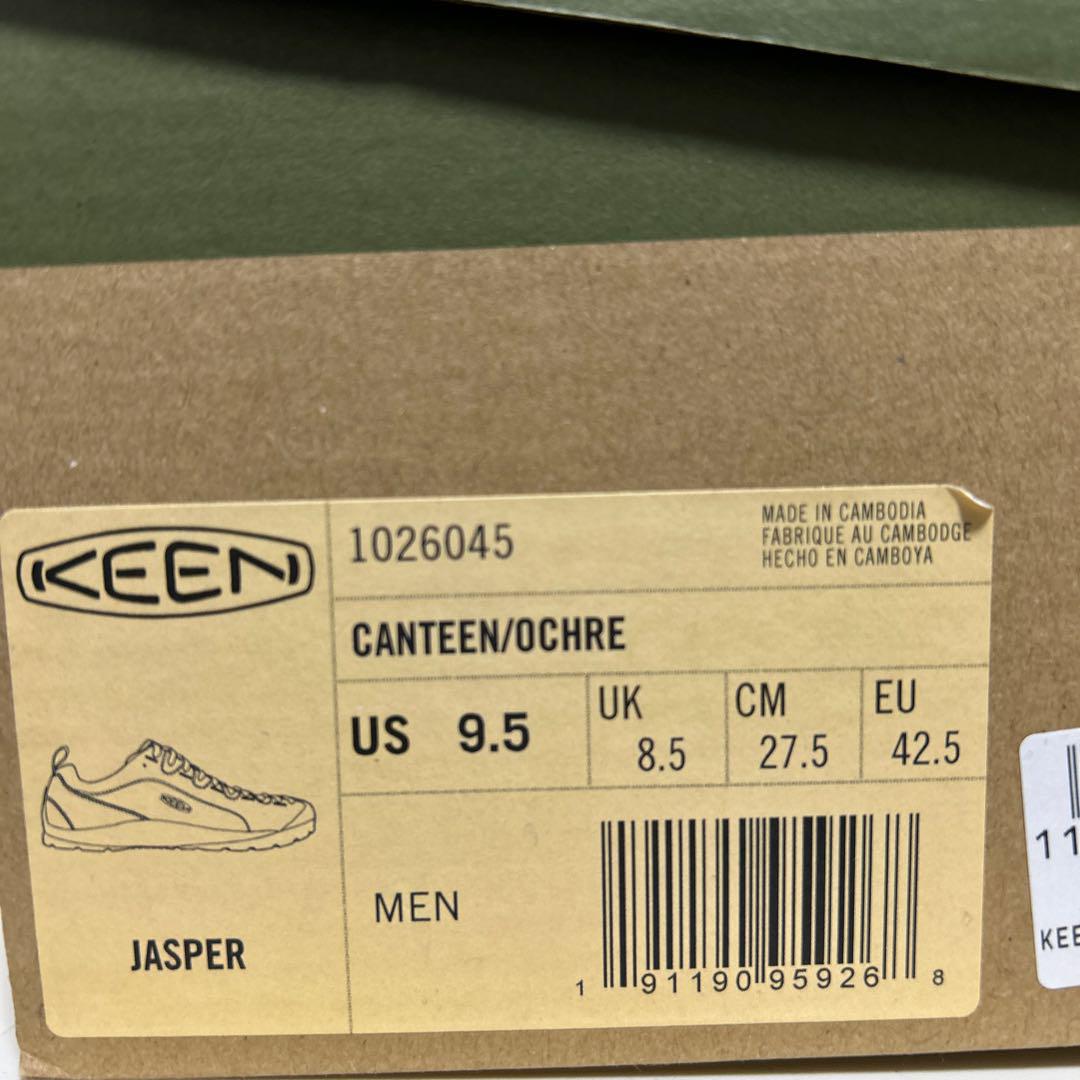 KEEN
1026045
MADE IN CAMBODIA
FABRIQUE AU CAMBODGE
HECHO EN CAMBOYA
CANTEEN/OCHRE
US 9.5
UK
8.5
CM
27.5
EU
42.5
KEEN
JASPER
MEN
1 91190 95926 8
11
KEE